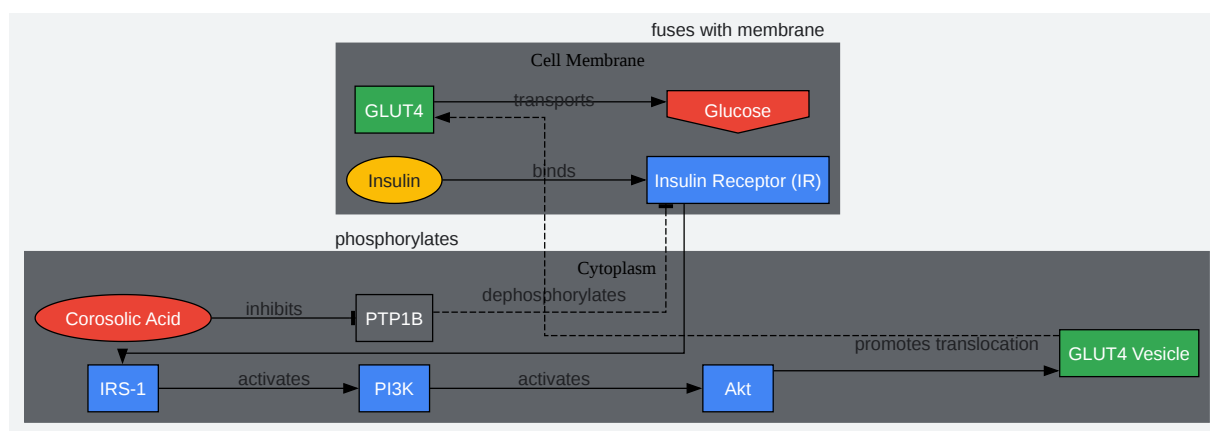 fuses with membrane
Cell Membrane
GLUT4
transports
Glucose
Insulin
binds
Insulin Receptor (IR)
phosphorylates
Cytoplasm
dephosphorylates
Corosolic Acid
inhibits
PTP1B
promotes translocation
GLUT4 Vesicle
IRS-1
activates
PI3K
activates
Akt